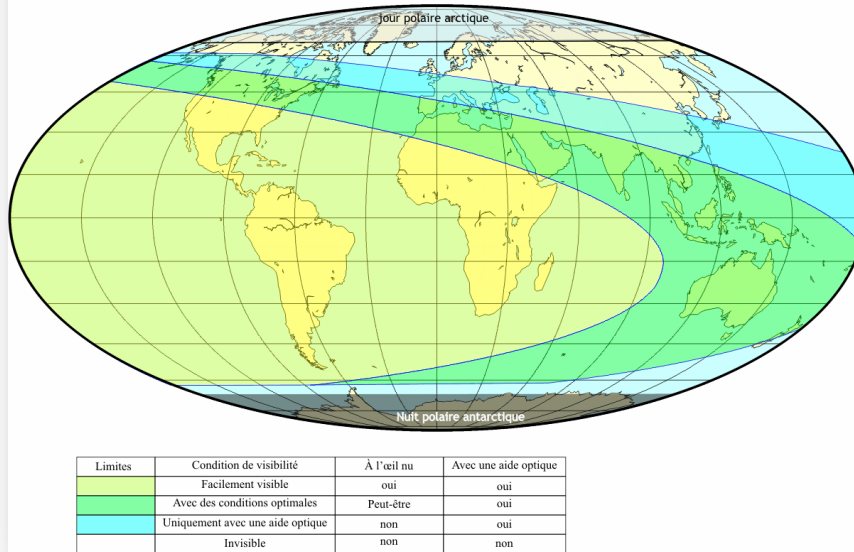 jour polaire arctique
Nuit polaire antarctique
Limites Condition de visibilité À l'œil nu Avec une aide optique
Facilement visible oui oui
Avec des conditions optimales Peut-être oui
Uniquement avec une aide optique non oui
Invisible non non